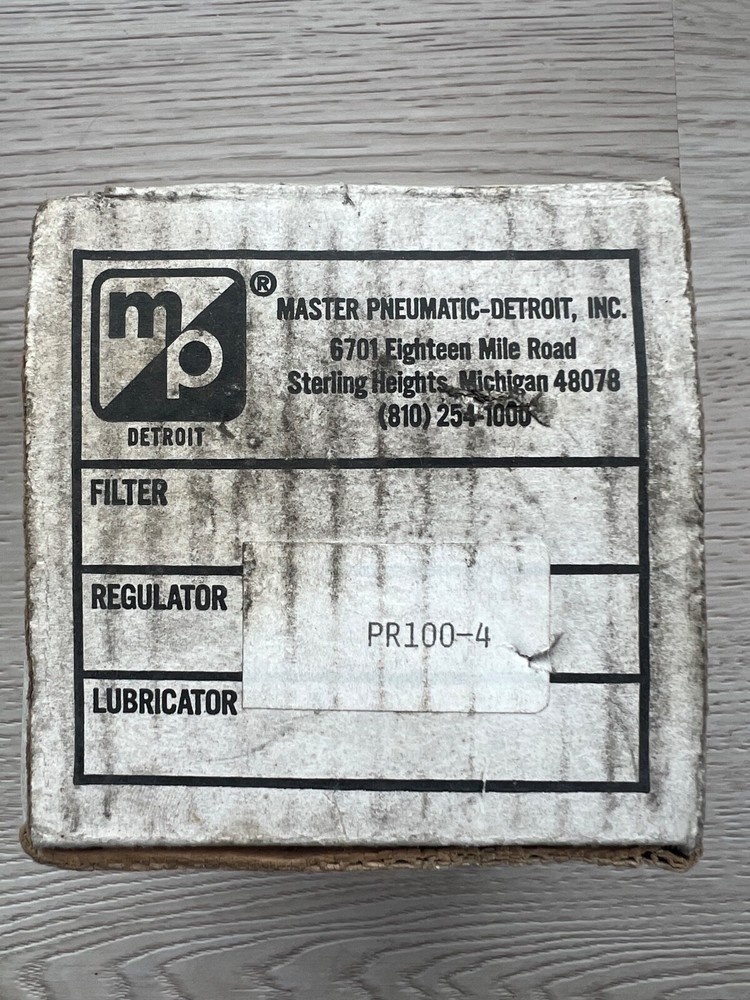 mp
®
DETROIT
MASTER PNEUMATIC-DETROIT, INC.
6701 Eighteen Mile Road
Sterling Heights, Michigan 48078
(810) 254-1000
FILTER
REGULATOR
PR100-4
LUBRICATOR